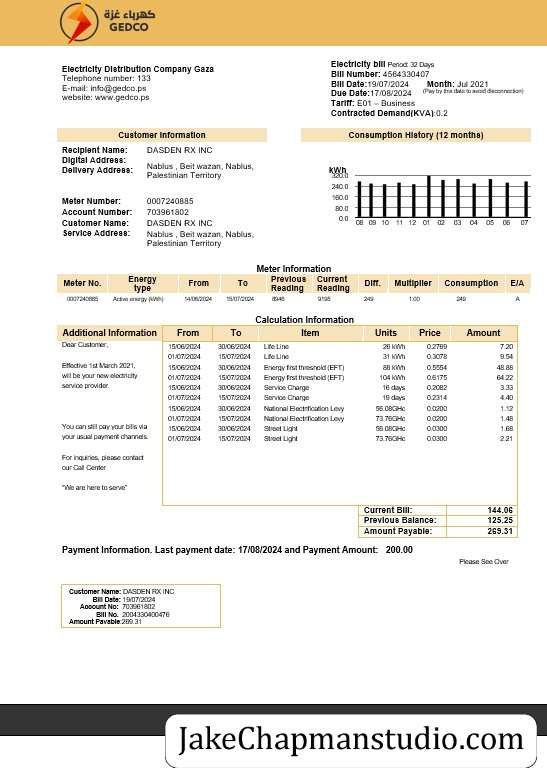 كهرباء غزة
GEDCO
Electricity Distribution Company Gaza
Telephone number: 133
E-mail: info@gedco.ps
website: www.gedco.ps
Electricity bill Period: 32 Days
Bill Number: 4564330407
Bill Date:19/07/2024 Month: Jul 2021
Due Date:17/08/2024 (Pay by this date to avoid disconnection)
Tariff: E01 – Business
Contracted Demand(KVA):0.2
Customer Information
Recipient Name: DASDEN RX INC
Digital Address:
Delivery Address: Nablus , Beit wazan, Nablus,
Palestinian Territory
Meter Number: 0007240885
Account Number: 703961802
Customer Name: DASDEN RX INC
Service Address: Nablus , Beit wazan, Nablus,
Palestinian Territory
Consumption History (12 months)
kWh
320.0
240.0
160.0
80.0
0.0
08 09 10 11 12 01 02 03 04 05 06 07
Meter Information
Meter No. Energy type From To Previous Reading Current Reading Diff. Multiplier Consumption E/A
0007240885 Active energy (kWh) 14/06/2024 15/07/2024 8946 9195 249 1.00 249 A
Calculation Information
Additional Information From To Item Units Price Amount
Dear Customer,
Effective 1st March 2021,
will be your new electricity
service provider.
You can still pay your bills via
your usual payment channels.
For inquiries, please contact
our Call Center
"We are here to serve"
15/06/2024 30/06/2024 Life Line 26 kWh 0.2769 7.20
01/07/2024 15/07/2024 Life Line 31 kWh 0.3078 9.54
15/06/2024 30/06/2024 Energy first threshold (EFT) 88 kWh 0.5554 48.88
01/07/2024 15/07/2024 Energy first threshold (EFT) 104 kWh 0.6175 64.22
15/06/2024 30/06/2024 Service Charge 16 days 0.2082 3.33
01/07/2024 15/07/2024 Service Charge 19 days 0.2314 4.40
15/06/2024 30/06/2024 National Electrification Levy 56.08GHc 0.0200 1.12
01/07/2024 15/07/2024 National Electrification Levy 73.76GHc 0.0200 1.48
15/06/2024 30/06/2024 Street Light 56.08GHc 0.0300 1.68
01/07/2024 15/07/2024 Street Light 73.76GHc 0.0300 2.21
Current Bill: 144.06
Previous Balance: 125.25
Amount Payable: 269.31
Payment Information. Last payment date: 17/08/2024 and Payment Amount: 200.00
Please See Over
Customer Name: DASDEN RX INC
Bill Date: 19/07/2024
Account No: 703961802
Bill No. 2004330400476
Amount Payable:269.31
JakeChapmanstudio.com